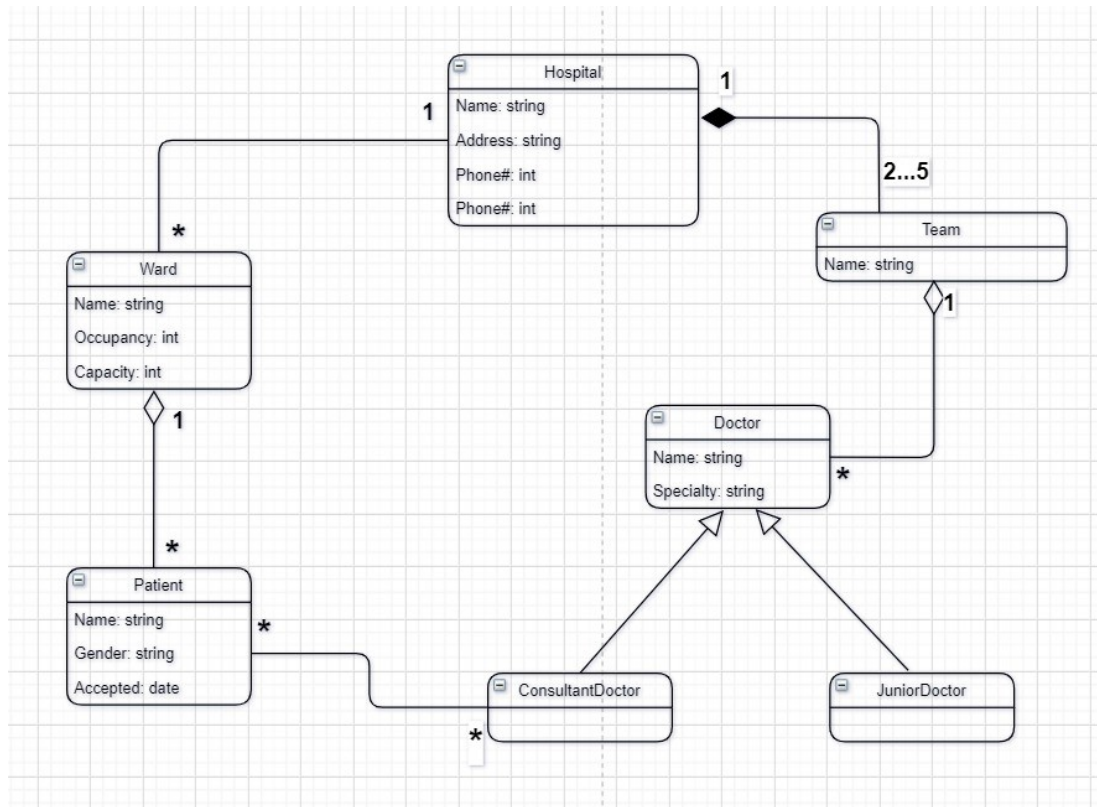 Hospital
Name: string
Address: string
Phone#: int
Phone#: int
1
1
*
2...5
Team
Name: string
1
Ward
Name: string
Occupancy: int
Capacity: int
1
*
Doctor
Name: string
Specialty: string
*
Patient
Name: string
Gender: string
Accepted: date
*
*
ConsultantDoctor
JuniorDoctor